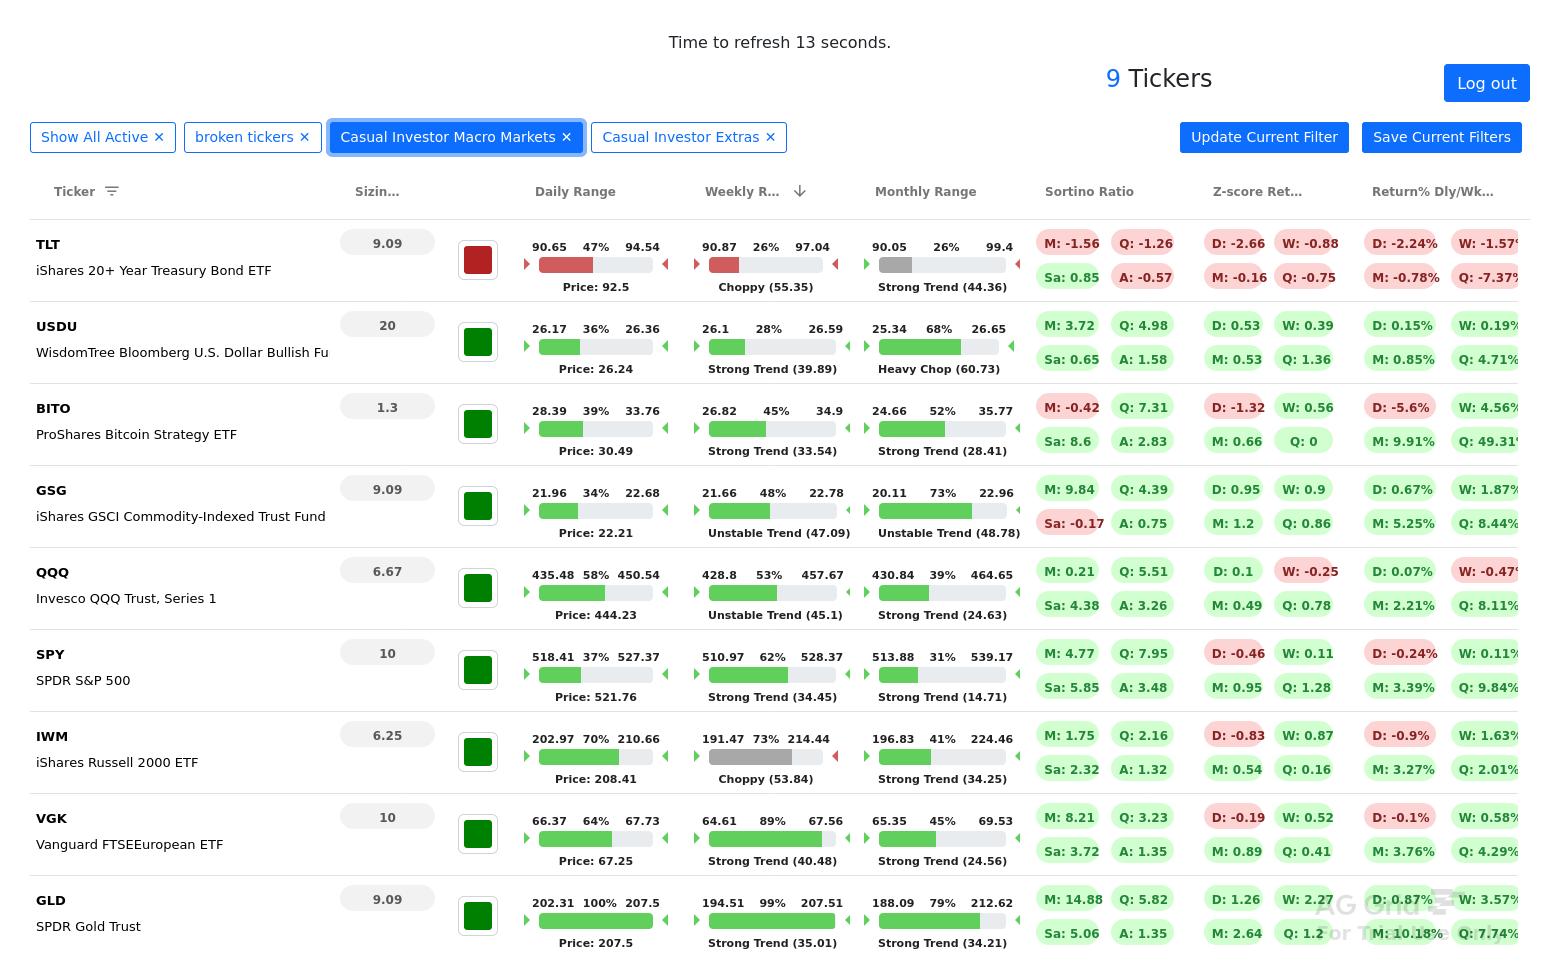 Time to refresh 13 seconds.
9 Tickers
Log out
Show All Active ✕ broken tickers ✕ Casual Investor Macro Markets ✕ Casual Investor Extras ✕ Update Current Filter Save Current Filters
Ticker Sizin... Daily Range Weekly R... Monthly Range Sortino Ratio Z-score Ret... Return% Dly/Wk...
TLT 9.09 90.65 47% 94.54 90.87 26% 97.04 90.05 26% 99.4 M: -1.56 Q: -1.26 D: -2.66 W: -0.88 D: -2.24% W: -1.57%
iShares 20+ Year Treasury Bond ETF Price: 92.5 Choppy (55.35) Strong Trend (44.36) Sa: 0.85 A: -0.57 M: -0.16 Q: -0.75 M: -0.78% Q: -7.37%
USDU 20 26.17 36% 26.36 26.1 28% 26.59 25.34 68% 26.65 M: 3.72 Q: 4.98 D: 0.53 W: 0.39 D: 0.15% W: 0.19%
WisdomTree Bloomberg U.S. Dollar Bullish Fu Price: 26.24 Strong Trend (39.89) Heavy Chop (60.73) Sa: 0.65 A: 1.58 M: 0.53 Q: 1.36 M: 0.85% Q: 4.71%
BITO 1.3 28.39 39% 33.76 26.82 45% 34.9 24.66 52% 35.77 M: -0.42 Q: 7.31 D: -1.32 W: 0.56 D: -5.6% W: 4.56%
ProShares Bitcoin Strategy ETF Price: 30.49 Strong Trend (33.54) Strong Trend (28.41) Sa: 8.6 A: 2.83 M: 0.66 Q: 0 M: 9.91% Q: 49.31%
GSG 9.09 21.96 34% 22.68 21.66 48% 22.78 20.11 73% 22.96 M: 9.84 Q: 4.39 D: 0.95 W: 0.9 D: 0.67% W: 1.87%
iShares GSCI Commodity-Indexed Trust Fund Price: 22.21 Unstable Trend (47.09) Unstable Trend (48.78) Sa: -0.17 A: 0.75 M: 1.2 Q: 0.86 M: 5.25% Q: 8.44%
QQQ 6.67 435.48 58% 450.54 428.8 53% 457.67 430.84 39% 464.65 M: 0.21 Q: 5.51 D: 0.1 W: -0.25 D: 0.07% W: -0.47%
Invesco QQQ Trust, Series 1 Price: 444.23 Unstable Trend (45.1) Strong Trend (24.63) Sa: 4.38 A: 3.26 M: 0.49 Q: 0.78 M: 2.21% Q: 8.11%
SPY 10 518.41 37% 527.37 510.97 62% 528.37 513.88 31% 539.17 M: 4.77 Q: 7.95 D: -0.46 W: 0.11 D: -0.24% W: 0.11%
SPDR S&P 500 Price: 521.76 Strong Trend (34.45) Strong Trend (14.71) Sa: 5.85 A: 3.48 M: 0.95 Q: 1.28 M: 3.39% Q: 9.84%
IWM 6.25 202.97 70% 210.66 191.47 73% 214.44 196.83 41% 224.46 M: 1.75 Q: 2.16 D: -0.83 W: 0.87 D: -0.9% W: 1.63%
iShares Russell 2000 ETF Price: 208.41 Choppy (53.84) Strong Trend (34.25) Sa: 2.32 A: 1.32 M: 0.54 Q: 0.16 M: 3.27% Q: 2.01%
VGK 10 66.37 64% 67.73 64.61 89% 67.56 65.35 45% 69.53 M: 8.21 Q: 3.23 D: -0.19 W: 0.52 D: -0.1% W: 0.58%
Vanguard FTSEEuropean ETF Price: 67.25 Strong Trend (40.48) Strong Trend (24.56) Sa: 3.72 A: 1.35 M: 0.89 Q: 0.41 M: 3.76% Q: 4.29%
GLD 9.09 202.31 100% 207.5 194.51 99% 207.51 188.09 79% 212.62 M: 14.88 Q: 5.82 D: 1.26 W: 2.27 D: 0.87% W: 3.57%
SPDR Gold Trust Price: 207.5 Strong Trend (35.01) Strong Trend (34.21) Sa: 5.06 A: 1.35 M: 2.64 Q: 1.2 M: 10.18% Q: 7.74%
AG Grid
For Trial Use Only